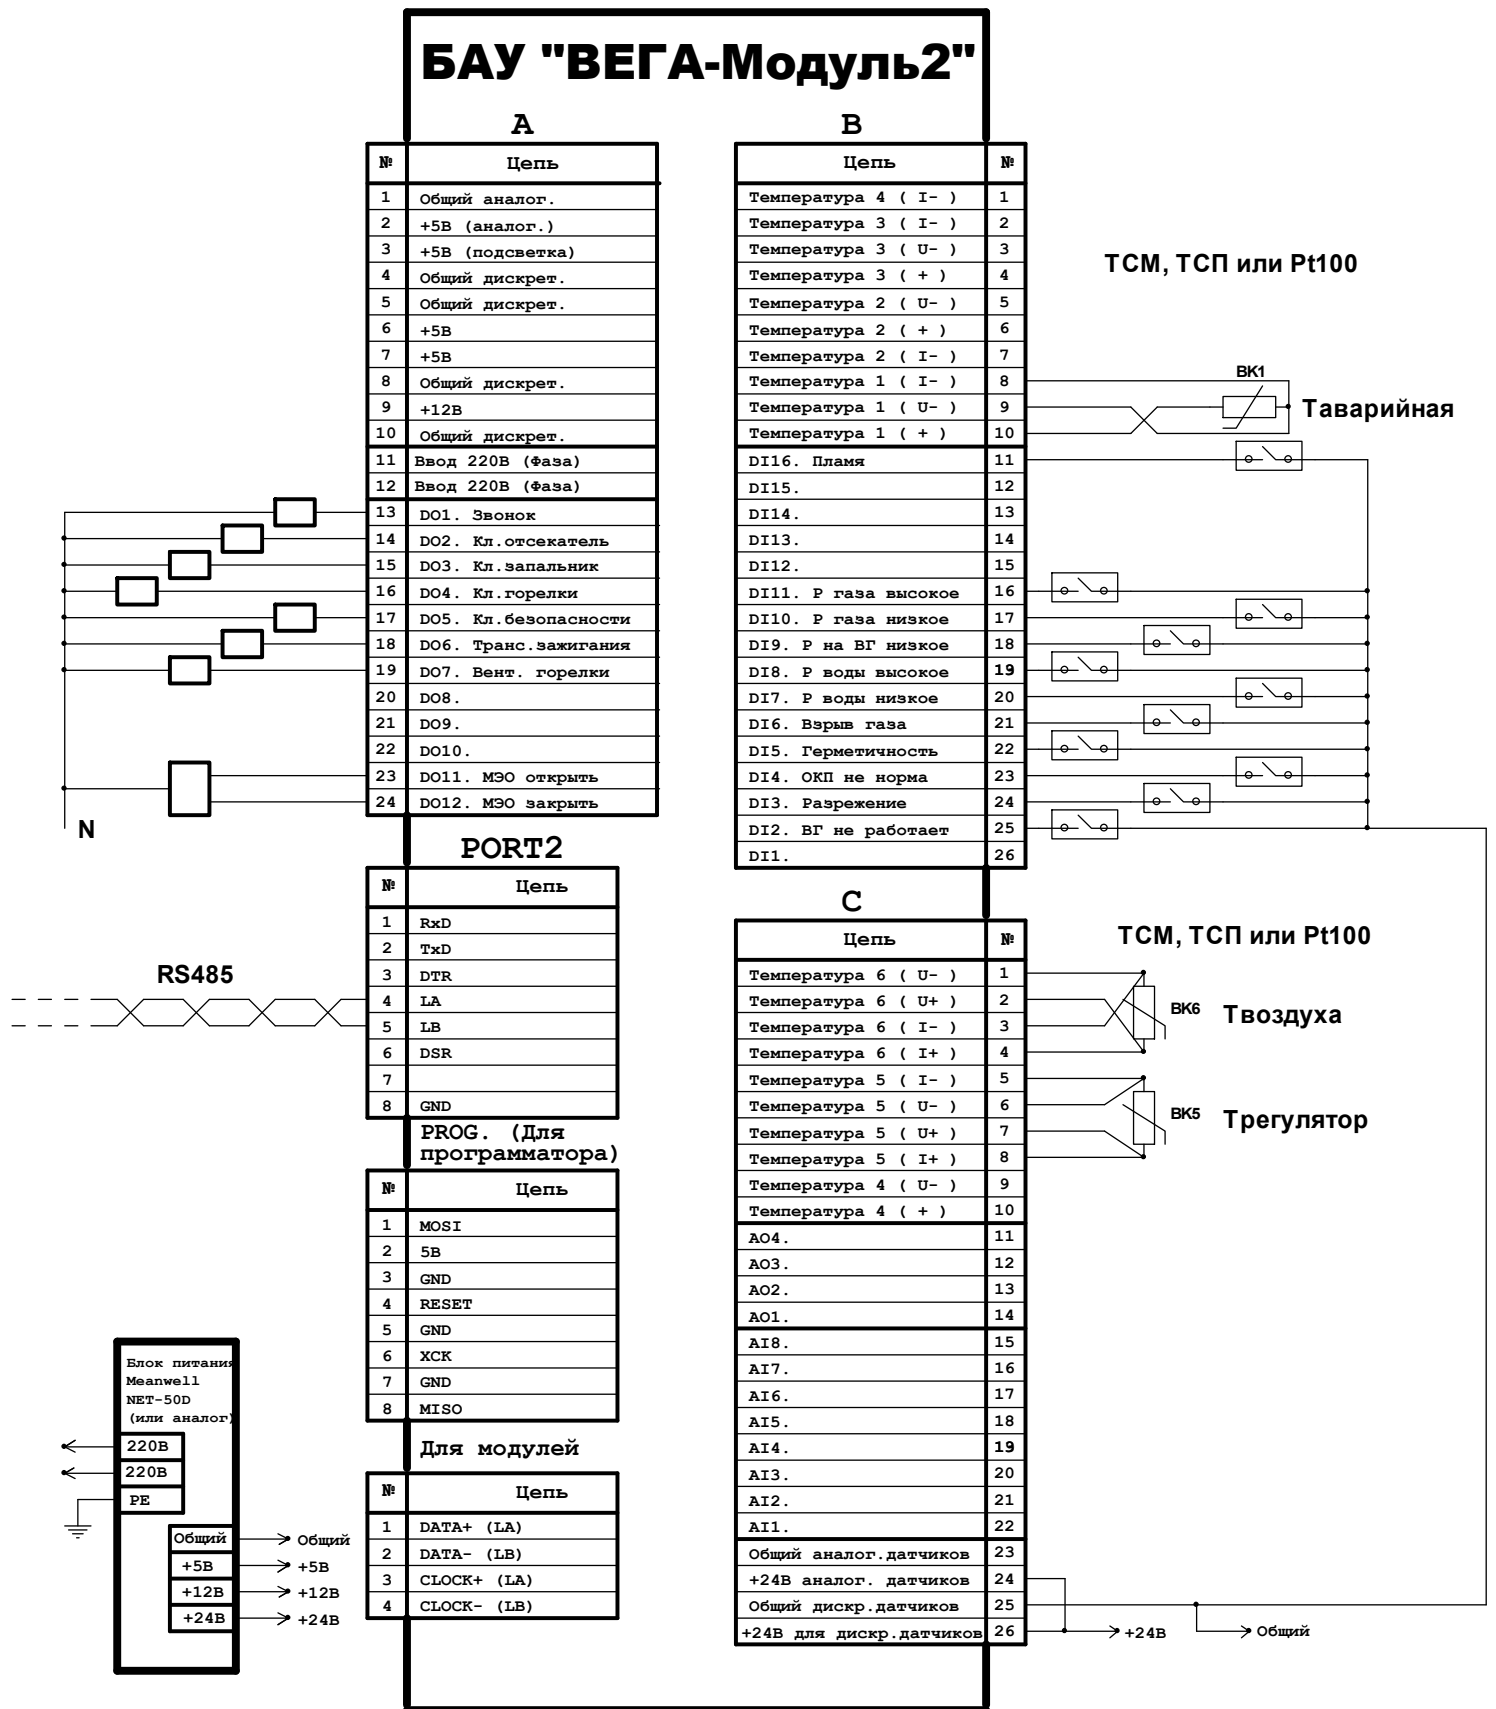 БАУ "ВЕГА-Модуль2"
A
№ Цепь
1 Общий аналог.
2 +5В (аналог.)
3 +5В (подсветка)
4 Общий дискрет.
5 Общий дискрет.
6 +5В
7 +5В
8 Общий дискрет.
9 +12В
10 Общий дискрет.
11 Ввод 220В (Фаза)
12 Ввод 220В (Фаза)
13 DO1. Звонок
14 DO2. Кл.отсекатель
15 DO3. Кл.запальник
16 DO4. Кл.горелки
17 DO5. Кл.безопасности
18 DO6. Транс.зажигания
19 DO7. Вент. горелки
20 DO8.
21 DO9.
22 DO10.
23 DO11. МЭО открыть
24 DO12. МЭО закрыть
N
PORT2
№ Цепь
1 RxD
2 TxD
3 DTR
4 LA
5 LB
6 DSR
7
8 GND
RS485
PROG. (Для
программатора)
№ Цепь
1 MOSI
2 5В
3 GND
4 RESET
5 GND
6 XCK
7 GND
8 MISO
Для модулей
№ Цепь
1 DATA+ (LA)
2 DATA- (LB)
3 CLOCK+ (LA)
4 CLOCK- (LB)
Блок питания
Meanwell
NET-50D
(или аналог)
220В
220В
PE
Общий Общий
+5В +5В
+12В +12В
+24В +24В
B
Цепь №
Температура 4 ( I- ) 1
Температура 3 ( I- ) 2
Температура 3 ( U- ) 3
Температура 3 ( + ) 4
Температура 2 ( U- ) 5
Температура 2 ( + ) 6
Температура 2 ( I- ) 7
Температура 1 ( I- ) 8
Температура 1 ( U- ) 9
Температура 1 ( + ) 10
DI16. Пламя 11
DI15. 12
DI14. 13
DI13. 14
DI12. 15
DI11. Р газа высокое 16
DI10. Р газа низкое 17
DI9. Р на ВГ низкое 18
DI8. Р воды высокое 19
DI7. Р воды низкое 20
DI6. Взрыв газа 21
DI5. Герметичность 22
DI4. ОКП не норма 23
DI3. Разрежение 24
DI2. ВГ не работает 25
DI1. 26
ТСМ, ТСП или Pt100
BK1
Таварийная
C
Цепь №
Температура 6 ( U- ) 1
Температура 6 ( U+ ) 2
Температура 6 ( I- ) 3
Температура 6 ( I+ ) 4
Температура 5 ( I- ) 5
Температура 5 ( U- ) 6
Температура 5 ( U+ ) 7
Температура 5 ( I+ ) 8
Температура 4 ( U- ) 9
Температура 4 ( + ) 10
AO4. 11
AO3. 12
AO2. 13
AO1. 14
AI8. 15
AI7. 16
AI6. 17
AI5. 18
AI4. 19
AI3. 20
AI2. 21
AI1. 22
Общий аналог.датчиков 23
+24В аналог. датчиков 24
Общий дискр.датчиков 25
+24В для дискр.датчиков 26
ТСМ, ТСП или Pt100
BK6 Твоздуха
BK5 Трегулятор
+24В
Общий